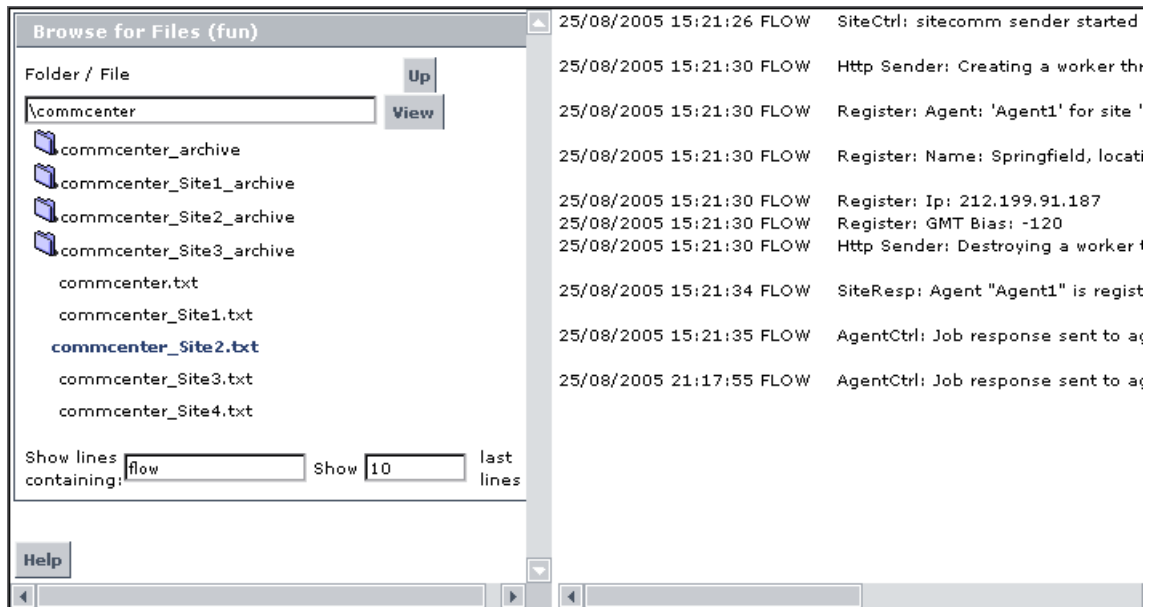 Browse for Files (fun)
Folder / File
Up
\commcenter
View
commcenter_archive
commcenter_Site1_archive
commcenter_Site2_archive
commcenter_Site3_archive
commcenter.txt
commcenter_Site1.txt
commcenter_Site2.txt
commcenter_Site3.txt
commcenter_Site4.txt
Show lines containing: flow Show 10 last lines
Help
25/08/2005 15:21:26 FLOW SiteCtrl: sitecomm sender started
25/08/2005 15:21:30 FLOW Http Sender: Creating a worker
25/08/2005 15:21:30 FLOW Register: Agent: 'Agent1' for site '
25/08/2005 15:21:30 FLOW Register: Name: Springfield,
25/08/2005 15:21:30 FLOW Register: Ip: 212.199.91.187
25/08/2005 15:21:30 FLOW Register: GMT Bias: -120
25/08/2005 15:21:30 FLOW Http Sender: Destroying a worker
25/08/2005 15:21:34 FLOW SiteResp: Agent "Agent1" is
25/08/2005 15:21:35 FLOW AgentCtrl: Job response sent to
25/08/2005 21:17:55 FLOW AgentCtrl: Job response sent to